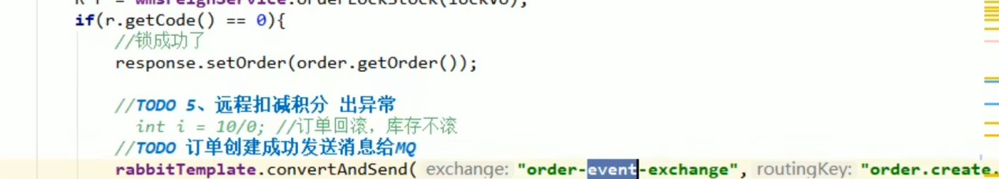 R r = wmsFeignService.orderLockStock(lockVo);
if(r.getCode() == 0){
//锁成功了
response.setOrder(order.getOrder());
//TODO 5、远程扣减积分 出异常
int i = 10/0; //订单回滚，库存不滚
//TODO 订单创建成功发送消息给MQ
rabbitTemplate.convertAndSend( exchange: "order-event-exchange", routingKey: "order.create.